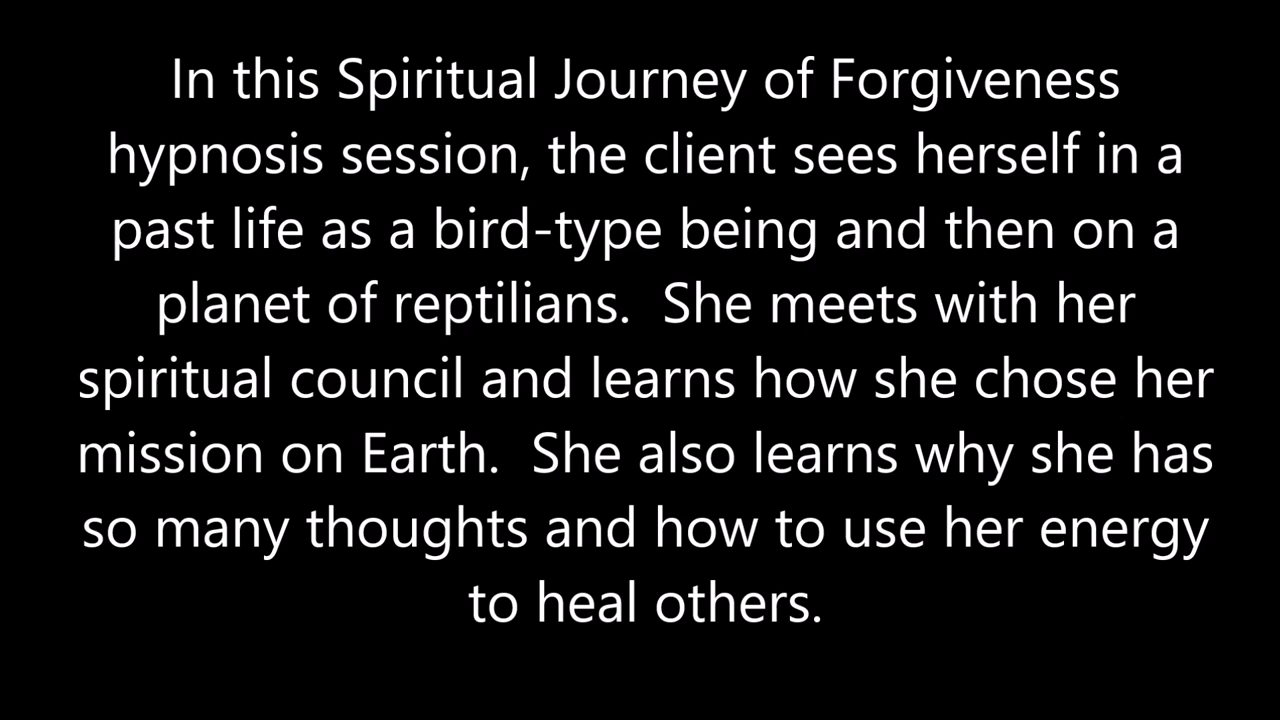 In this Spiritual Journey of Forgiveness
hypnosis session, the client sees herself in a
past life as a bird-type being and then on a
planet of reptilians.  She meets with her
spiritual council and learns how she chose her
mission on Earth.  She also learns why she has
so many thoughts and how to use her energy
to heal others.